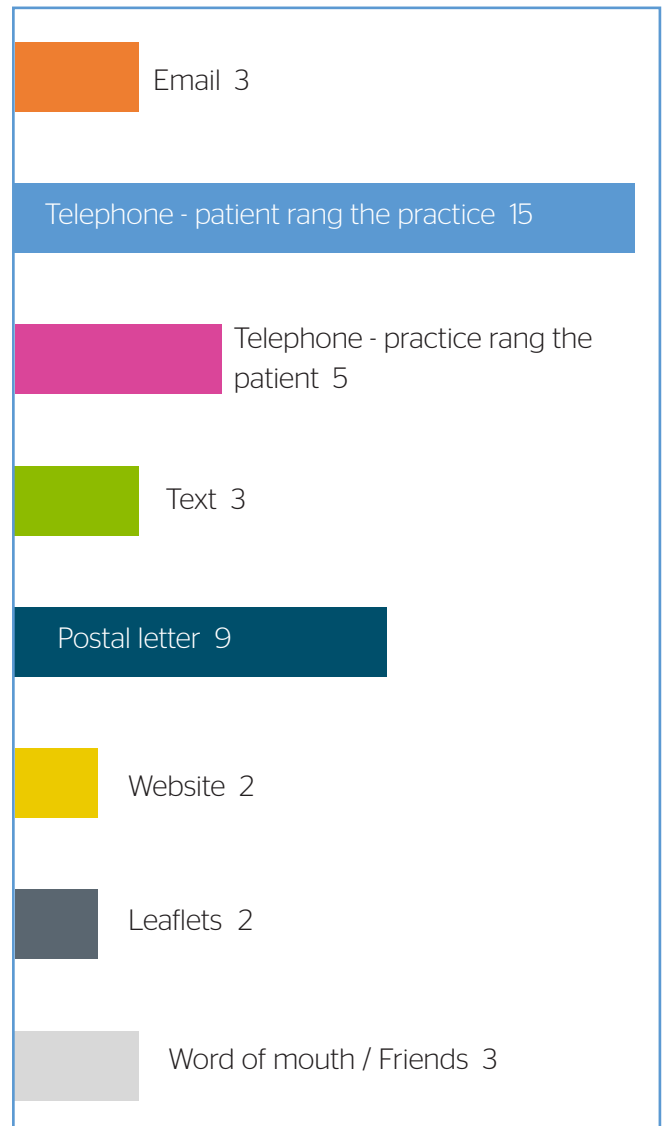 Email 3
Telephone - patient rang the practice 15
Telephone - practice rang the
patient 5
Text 3
Postal letter 9
Website 2
Leaflets 2
Word of mouth / Friends 3